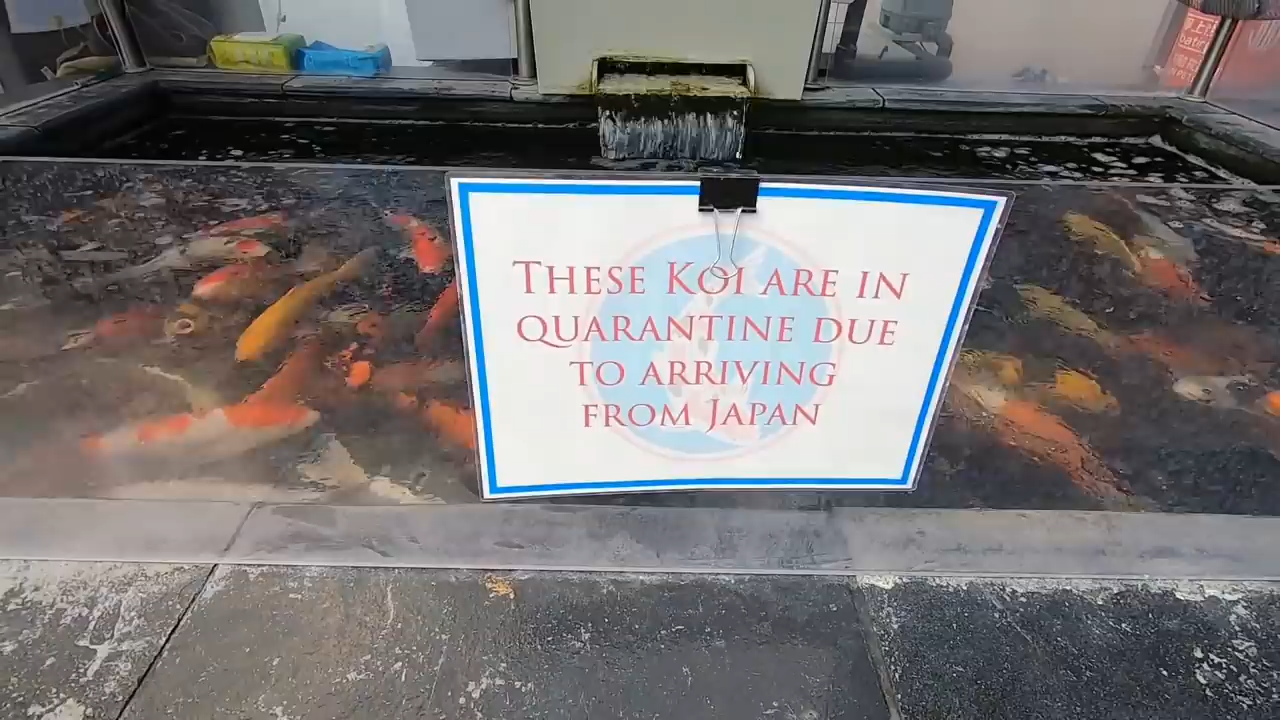 THESE KOI ARE IN
QUARANTINE DUE
TO ARRIVING
FROM JAPAN